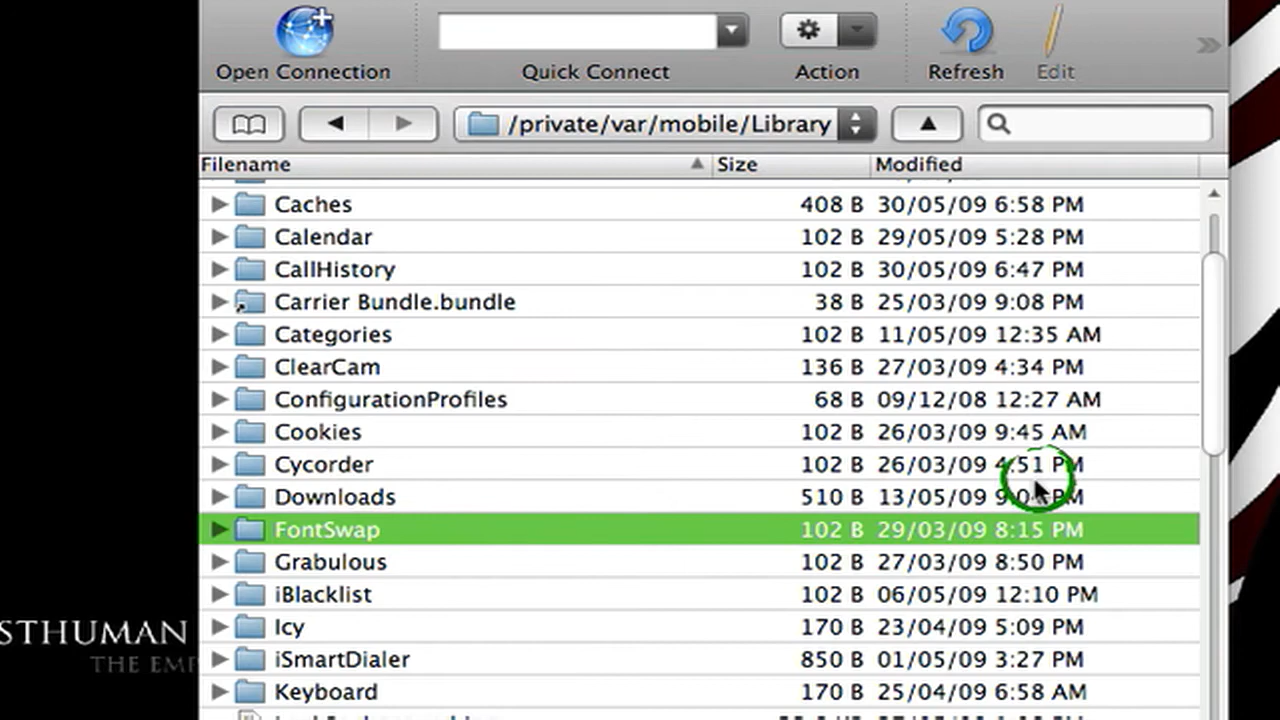 Open Connection Quick Connect Action Refresh Edit
/private/var/mobile/Library
Filename Size Modified
Caches 408 B 30/05/09 6:58 PM
Calendar 102 B 29/05/09 5:28 PM
CallHistory 102 B 30/05/09 6:47 PM
Carrier Bundle.bundle 38 B 25/03/09 9:08 PM
Categories 102 B 11/05/09 12:35 AM
ClearCam 136 B 27/03/09 4:34 PM
ConfigurationProfiles 68 B 09/12/08 12:27 AM
Cookies 102 B 26/03/09 9:45 AM
Cycorder 102 B 26/03/09 4:51 PM
Downloads 510 B 13/05/09 PM
FontSwap 102 B 29/03/09 8:15 PM
Grabulous 102 B 27/03/09 8:50 PM
iBlacklist 102 B 06/05/09 12:10 PM
Icy 170 B 23/04/09 5:09 PM
STHUMAN
iSmartDialer 850 B 01/05/09 3:27 PM
THE EMP
Keyboard 170 B 25/04/09 6:58 AM